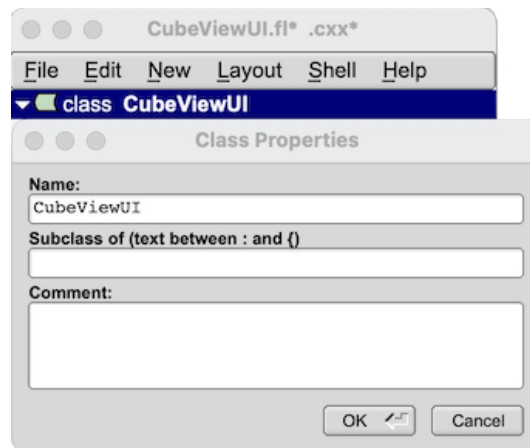 CubeViewUI.fl* .cxx*
File Edit New Layout Shell Help
class CubeViewUI
Class Properties
Name:
CubeViewUI
Subclass of (text between : and {)
Comment:
OK Cancel